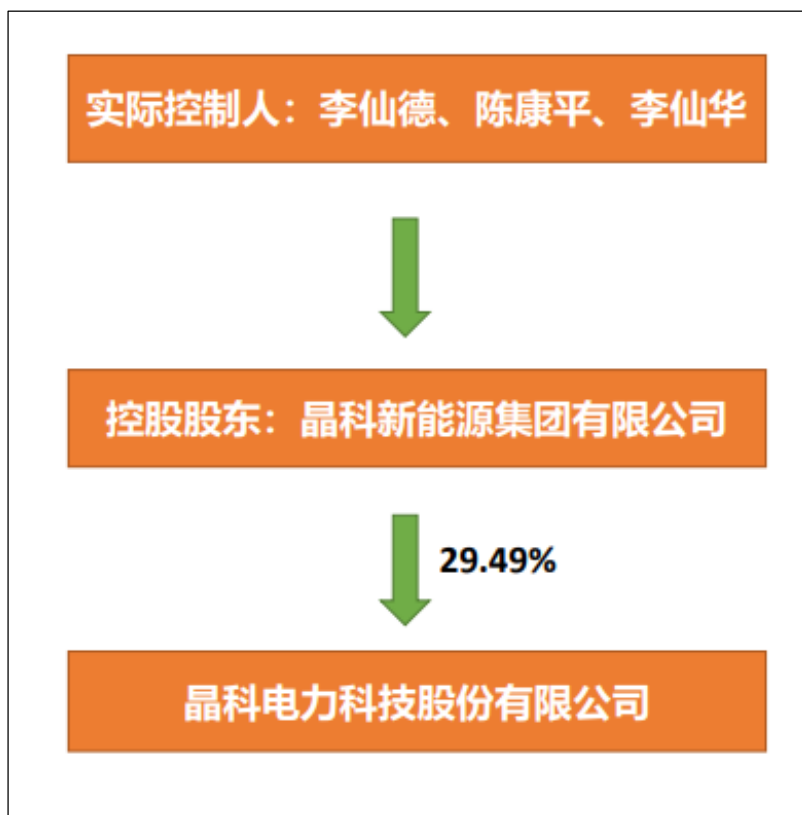 实际控制人：李仙德、陈康平、李仙华
控股股东：晶科新能源集团有限公司
29.49%
晶科电力科技股份有限公司